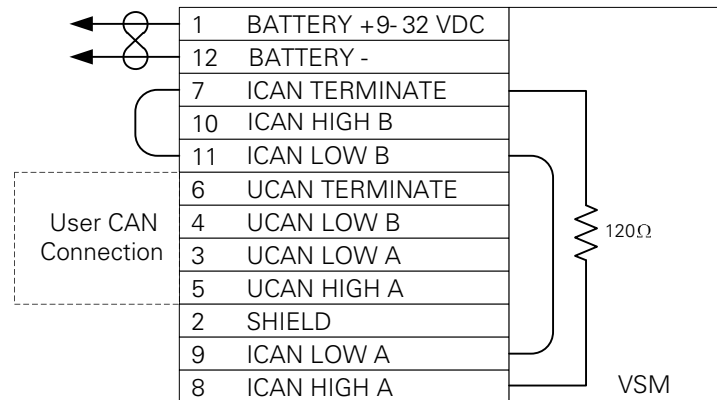 1 BATTERY +9-32 VDC
12 BATTERY -
7 ICAN TERMINATE
10 ICAN HIGH B
11 ICAN LOW B
6 UCAN TERMINATE
4 UCAN LOW B
3 UCAN LOW A
5 UCAN HIGH A
2 SHIELD
9 ICAN LOW A
8 ICAN HIGH A
User CAN
Connection
120Ω
VSM